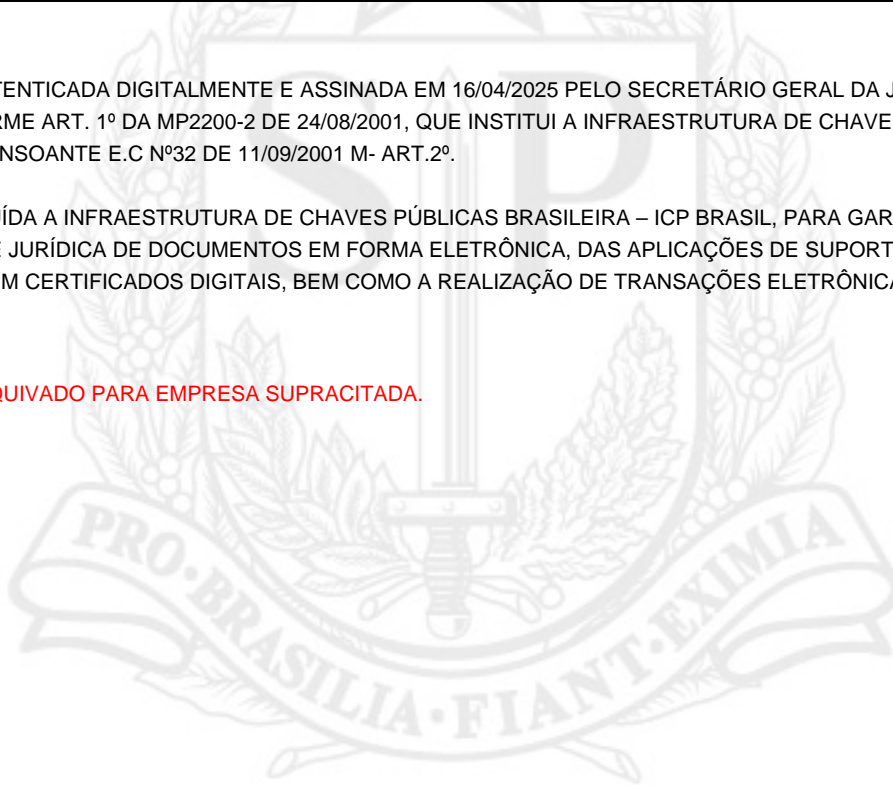 TENTICADA DIGITALMENTE E ASSINADA EM 16/04/2025 PELO SECRETÁRIO GERAL DA J
RME ART. 1º DA MP2200-2 DE 24/08/2001, QUE INSTITUI A INFRAESTRUTURA DE CHAVE
NSOANTE E.C Nº32 DE 11/09/2001 M- ART.2º.
ÍDA A INFRAESTRUTURA DE CHAVES PÚBLICAS BRASILEIRA – ICP BRASIL, PARA GAR
E JURÍDICA DE DOCUMENTOS EM FORMA ELETRÔNICA, DAS APLICAÇÕES DE SUPORT
M CERTIFICADOS DIGITAIS, BEM COMO A REALIZAÇÃO DE TRANSAÇÕES ELETRÔNICA
QUIVADO PARA EMPRESA SUPRACITADA.
SP
PRO·BRASILIA·FIANT·EXIMIA